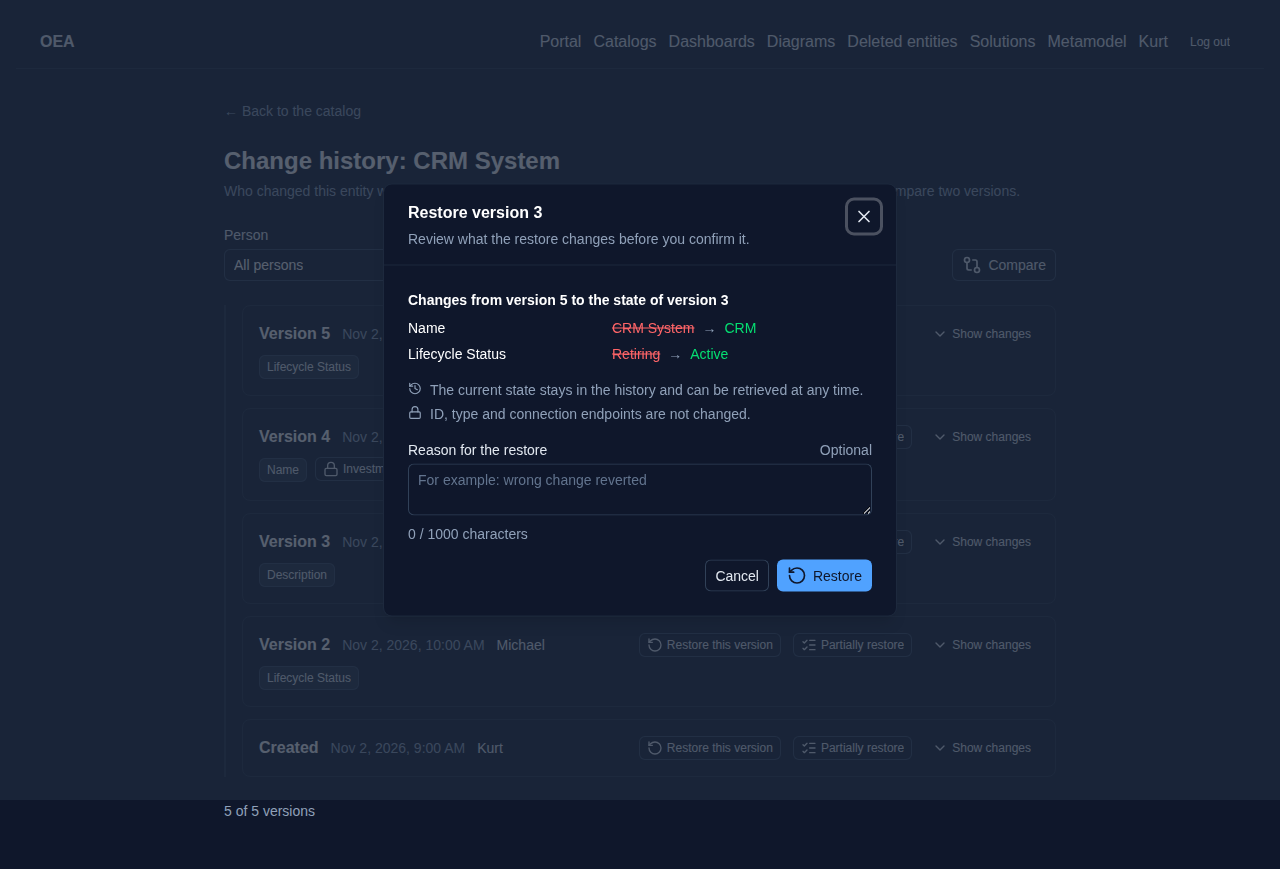 OEA Portal Catalogs Dashboards Diagrams Deleted entities Solutions Metamodel Kurt Log out
← Back to the catalog
Change history: CRM System
Who changed this entity w
mpare two versions.
Person
All persons
Compare
Restore version 3
Review what the restore changes before you confirm it.
Changes from version 5 to the state of version 3
Name CRM System → CRM
Lifecycle Status Retiring → Active
The current state stays in the history and can be retrieved at any time.
ID, type and connection endpoints are not changed.
Reason for the restore Optional
For example: wrong change reverted
0 / 1000 characters
Cancel Restore
Version 5 Nov 2, Show changes
Lifecycle Status
Version 4 Nov 2, e Show changes
Name Investm
Version 3 Nov 2, e Show changes
Description
Version 2 Nov 2, 2026, 10:00 AM Michael Restore this version Partially restore Show changes
Lifecycle Status
Created Nov 2, 2026, 9:00 AM Kurt Restore this version Partially restore Show changes
5 of 5 versions